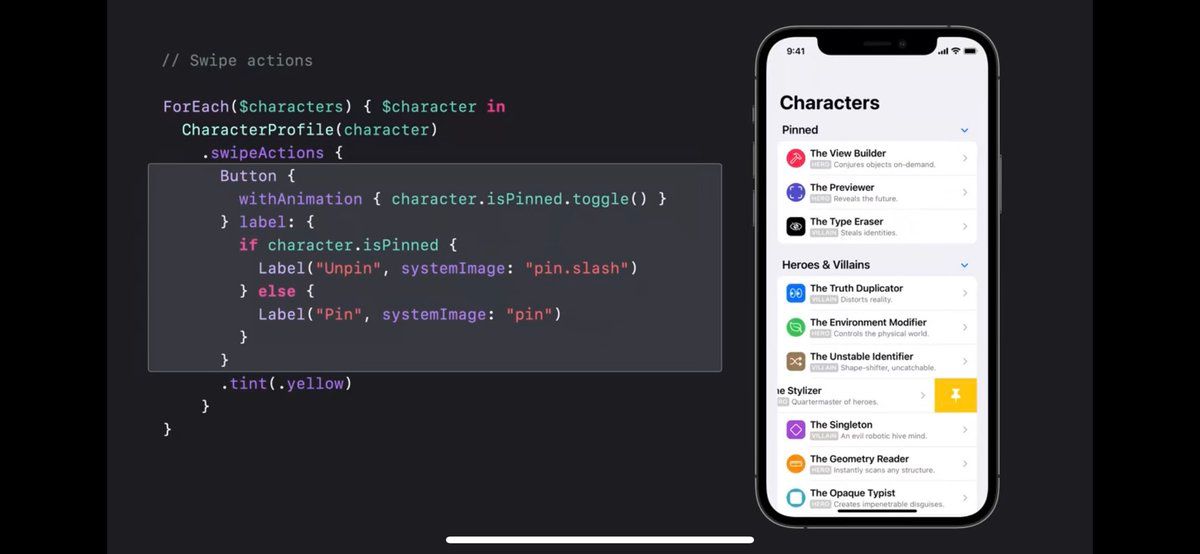 // Swipe actions
ForEach($characters) { $character in
CharacterProfile(character)
.swipeActions {
Button {
withAnimation { character.isPinned.toggle() }
} label: {
if character.isPinned {
Label("Unpin", systemImage: "pin.slash")
} else {
Label("Pin", systemImage: "pin")
}
}
.tint(.yellow)
}
}
9:41
Characters
Pinned
The View Builder
HERO Conjures objects on-demand.
The Previewer
HERO Reveals the future.
The Type Eraser
VILLAIN Steals identities.
Heroes & Villains
The Truth Duplicator
VILLAIN Distorts reality.
The Environment Modifier
HERO Controls the physical world.
The Unstable Identifier
VILLAIN Shape-shifter, uncatchable.
he Stylizer
RO Quartermaster of heroes.
The Singleton
VILLAIN An evil robotic hive mind.
The Geometry Reader
HERO Instantly scans any structure.
The Opaque Typist
HERO Creates impenetrable disguises.